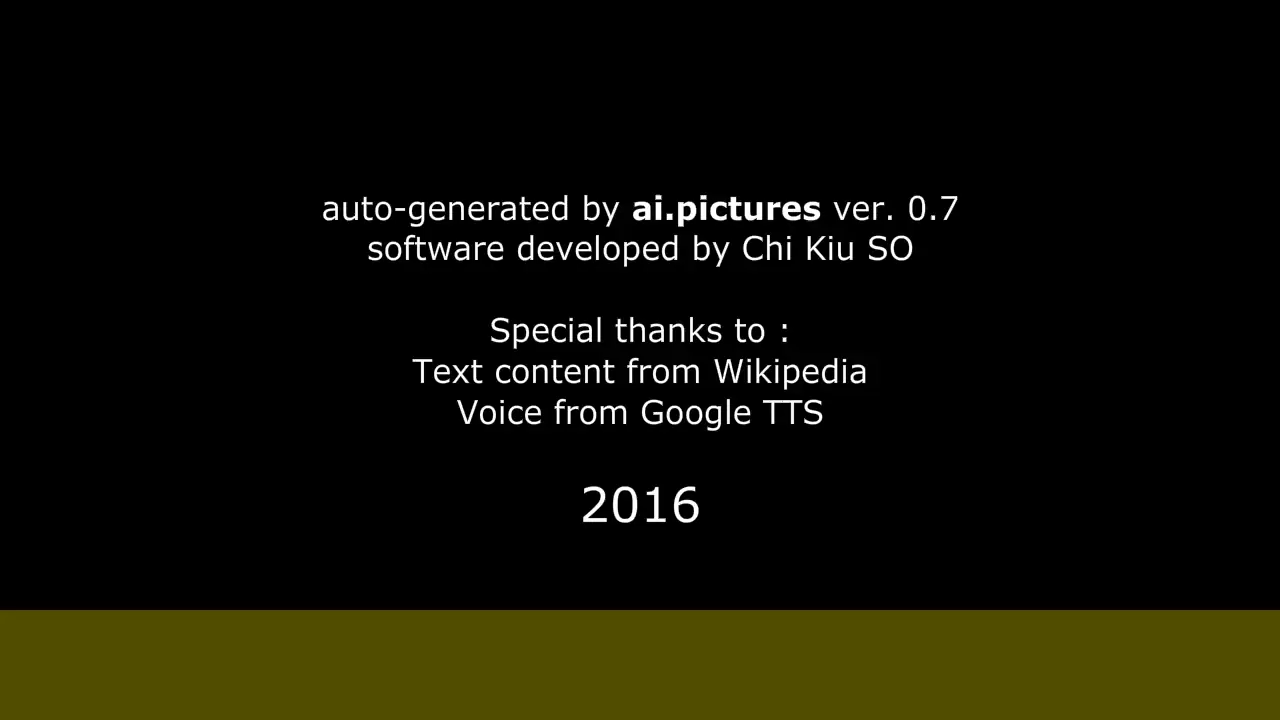 auto-generated by ai.pictures ver. 0.7
software developed by Chi Kiu SO
Special thanks to :
Text content from Wikipedia
Voice from Google TTS
2016